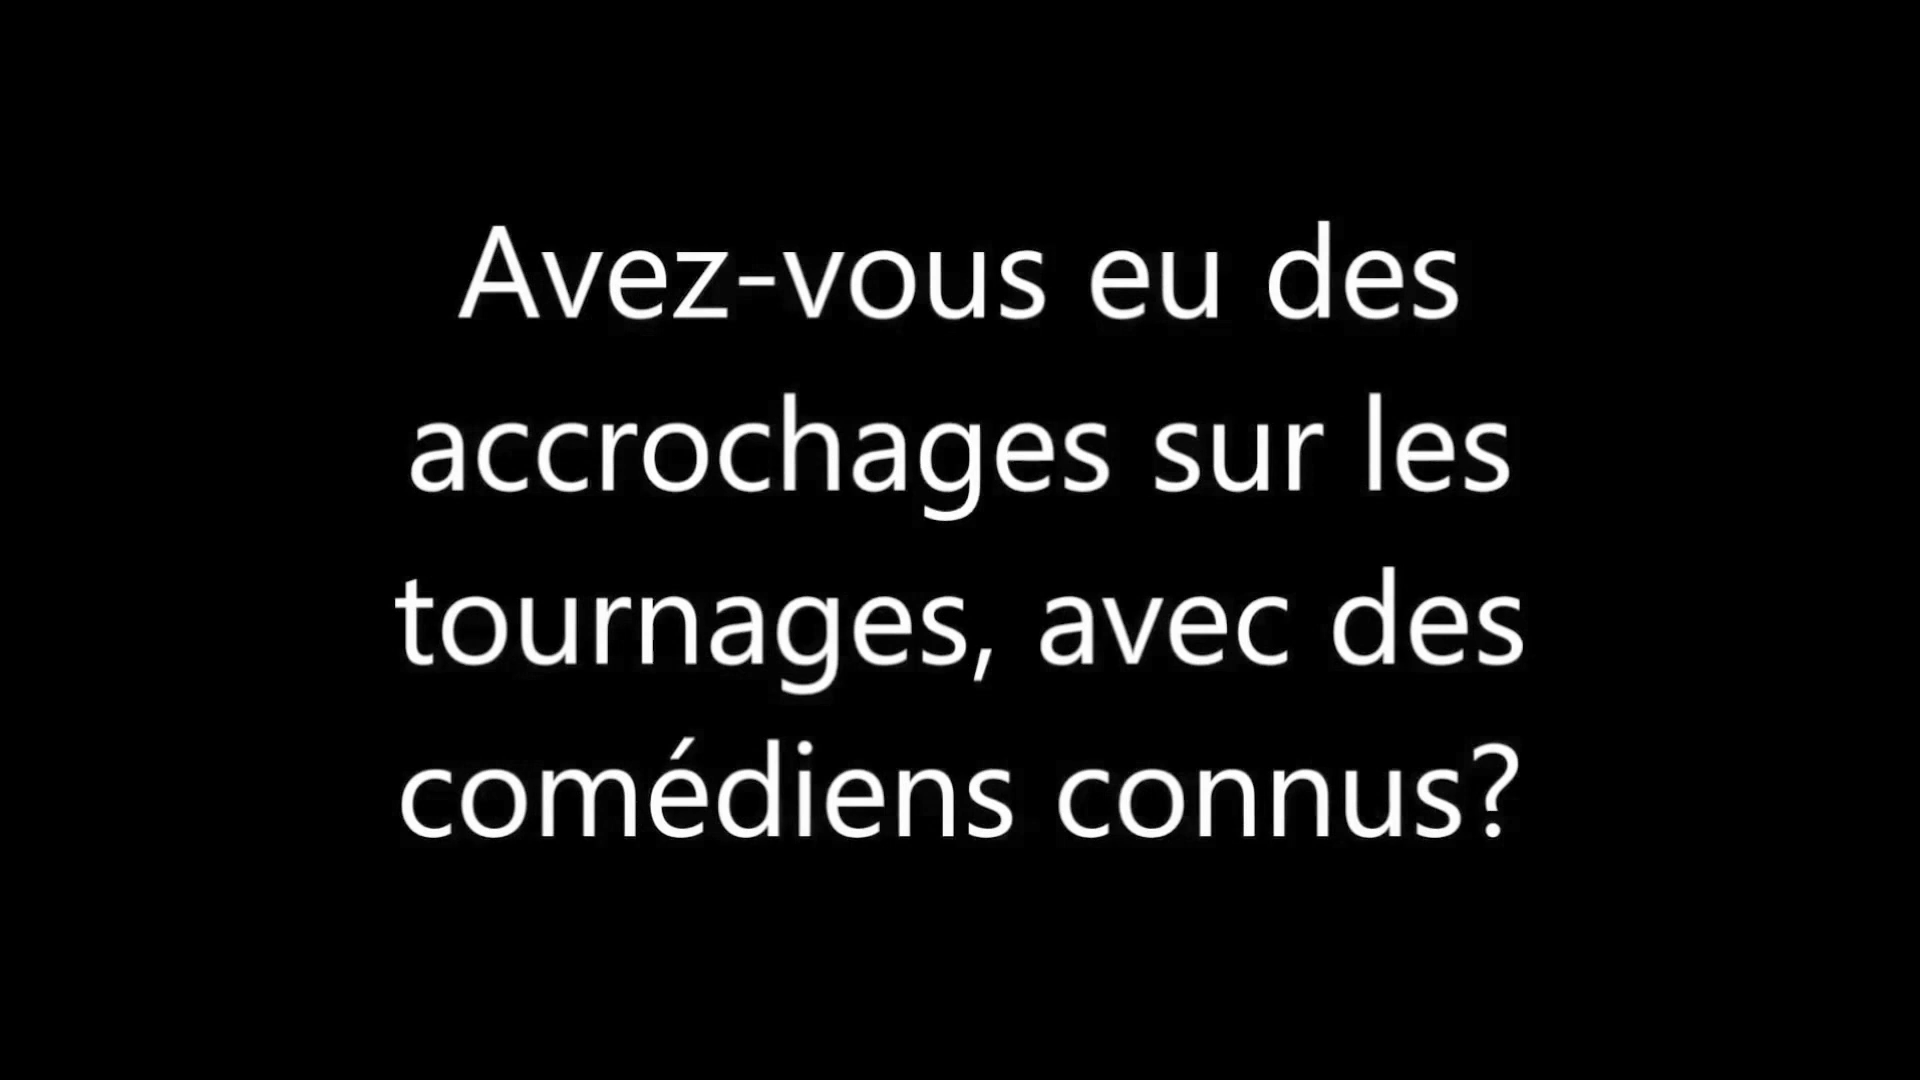 Avez-vous eu des
accrochages sur les
tournages, avec des
comédiens connus?